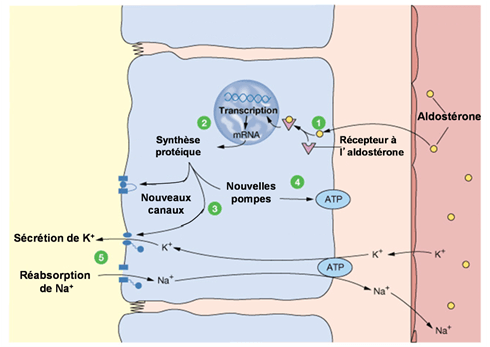 Transcription
1
Aldostérone
2
mRNA
Récepteur à
l'aldostérone
Synthèse
protéique
4
Nouvelles
pompes
ATP
Nouveaux
canaux
3
Sécrétion de K⁺
K⁺
K⁺
K⁺
5
ATP
Réabsorption
de Na⁺
Na⁺
Na⁺
Na⁺